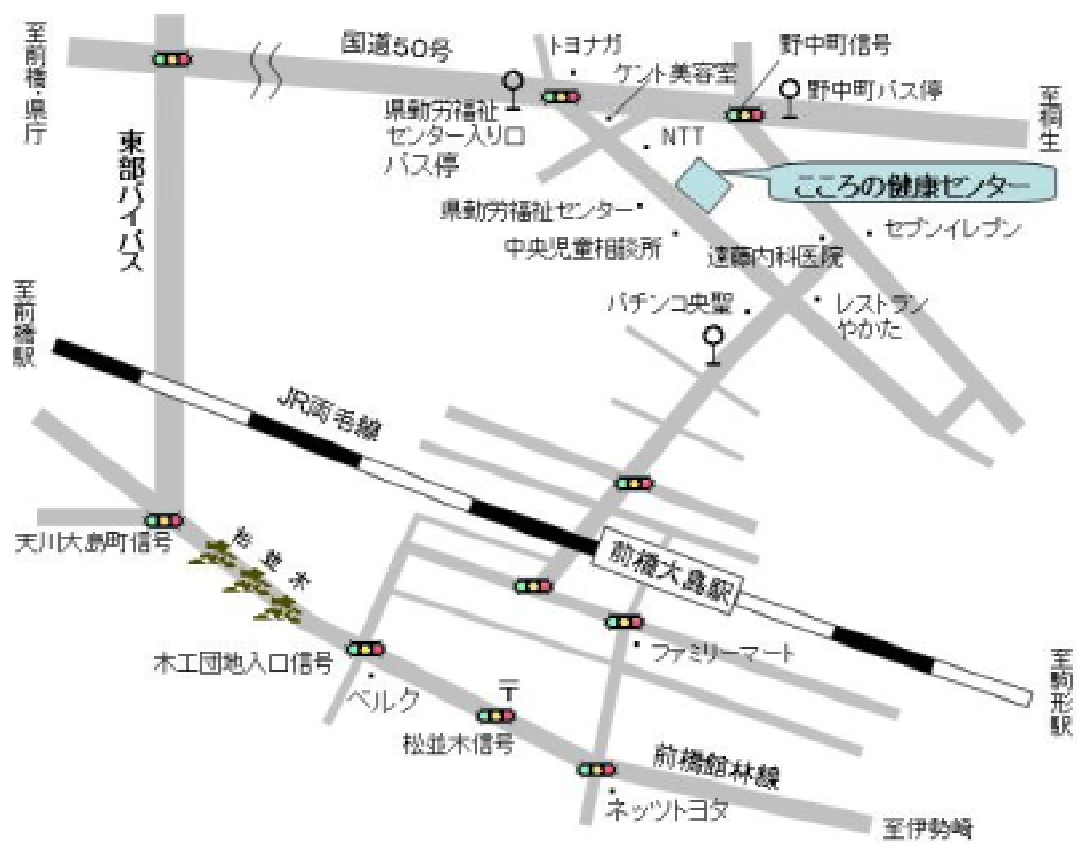 至前橋・県庁
国道50号
トヨナガ
ケント美容室
野中町信号
野中町バス停
至桐生
県勤労福祉
センター入り口
バス停
NTT
東部バイパス
こころの健康センター
県勤労福祉センター
中央児童相談所
遠藤内科医院
セブンイレブン
パチンコ央聖
レストラン
やかた
至前橋駅
JR両毛線
天川大島町信号
松並木
前橋大島駅
木工団地入口信号
ベルク
〒
松並木信号
ファミリーマート
至駒形駅
前橋館林線
ネッツトヨタ
至伊勢崎